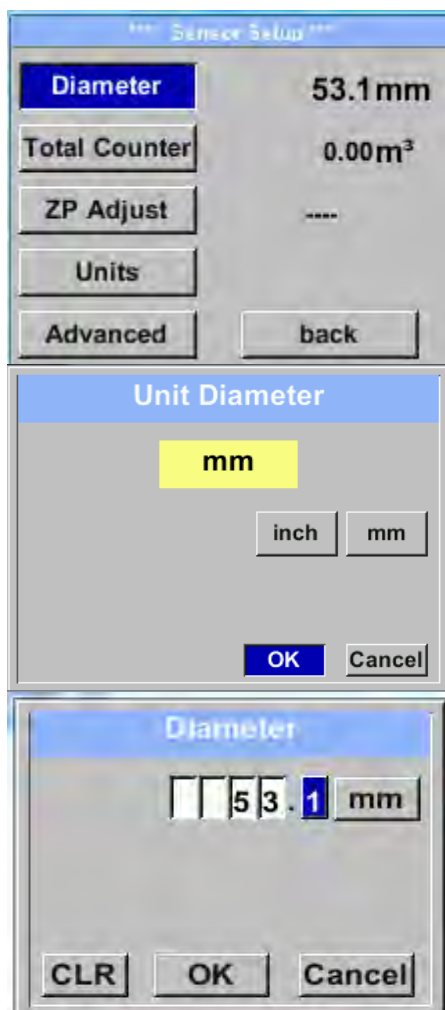 *** Sensor Setup ***
Diameter 53.1mm
Total Counter 0.00m³
ZP Adjust ----
Units
Advanced back
Unit Diameter
mm
inch mm
OK Cancel
Diameter
53.1 mm
CLR OK Cancel